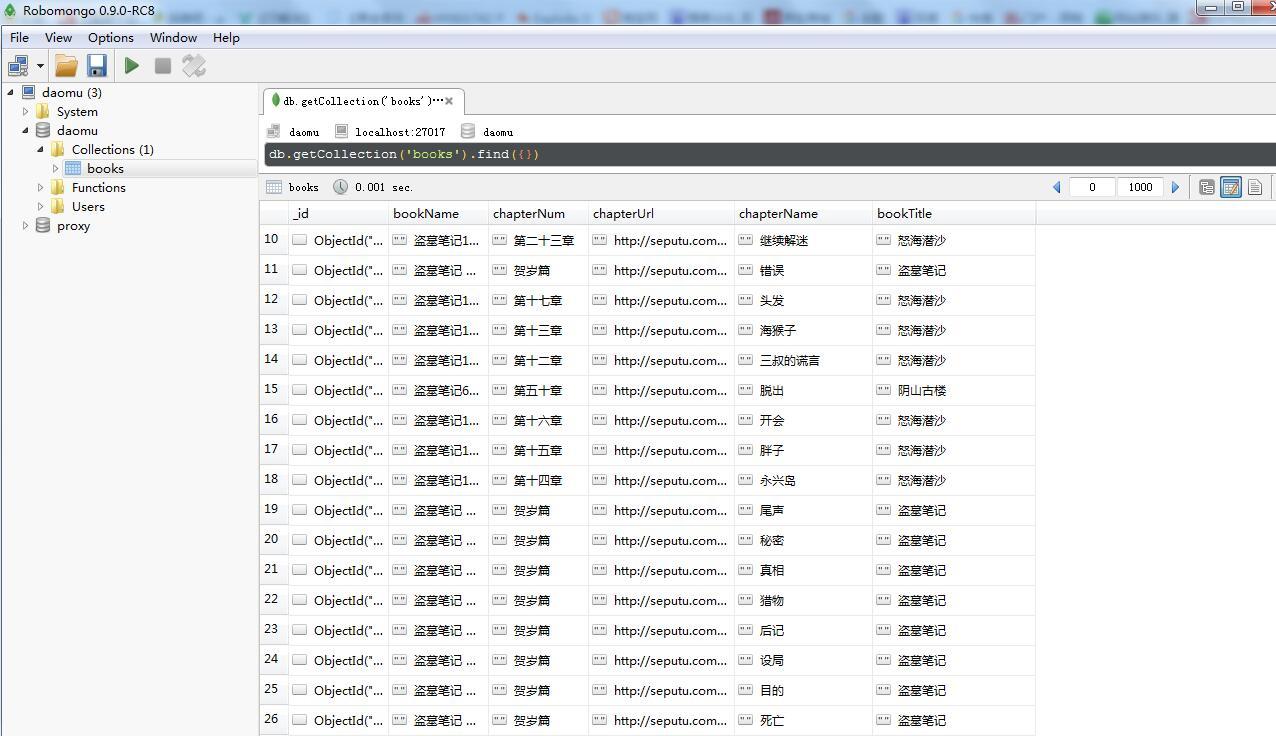 Robomongo 0.9.0-RC8
File View Options Window Help
daomu (3)
System
daomu
Collections (1)
books
Functions
Users
proxy
db.getCollection('books')···
daomu localhost:27017 daomu
db.getCollection('books').find({})
books 0.001 sec. 0 1000
_id bookName chapterNum chapterUrl chapterName bookTitle
10 ObjectId("... 盗墓笔记1... 第二十三章 http://seputu.com... 继续解迷 怒海潜沙
11 ObjectId("... 盗墓笔记 ... 贺岁篇 http://seputu.com... 错误 盗墓笔记
12 ObjectId("... 盗墓笔记1... 第十七章 http://seputu.com... 头发 怒海潜沙
13 ObjectId("... 盗墓笔记1... 第十三章 http://seputu.com... 海猴子 怒海潜沙
14 ObjectId("... 盗墓笔记1... 第十二章 http://seputu.com... 三叔的谎言 怒海潜沙
15 ObjectId("... 盗墓笔记6... 第五十章 http://seputu.com... 脱出 阴山古楼
16 ObjectId("... 盗墓笔记1... 第十六章 http://seputu.com... 开会 怒海潜沙
17 ObjectId("... 盗墓笔记1... 第十五章 http://seputu.com... 胖子 怒海潜沙
18 ObjectId("... 盗墓笔记1... 第十四章 http://seputu.com... 永兴岛 怒海潜沙
19 ObjectId("... 盗墓笔记 ... 贺岁篇 http://seputu.com... 尾声 盗墓笔记
20 ObjectId("... 盗墓笔记 ... 贺岁篇 http://seputu.com... 秘密 盗墓笔记
21 ObjectId("... 盗墓笔记 ... 贺岁篇 http://seputu.com... 真相 盗墓笔记
22 ObjectId("... 盗墓笔记 ... 贺岁篇 http://seputu.com... 猎物 盗墓笔记
23 ObjectId("... 盗墓笔记 ... 贺岁篇 http://seputu.com... 后记 盗墓笔记
24 ObjectId("... 盗墓笔记 ... 贺岁篇 http://seputu.com... 设局 盗墓笔记
25 ObjectId("... 盗墓笔记 ... 贺岁篇 http://seputu.com... 目的 盗墓笔记
26 ObjectId("... 盗墓笔记 ... 贺岁篇 http://seputu.com... 死亡 盗墓笔记